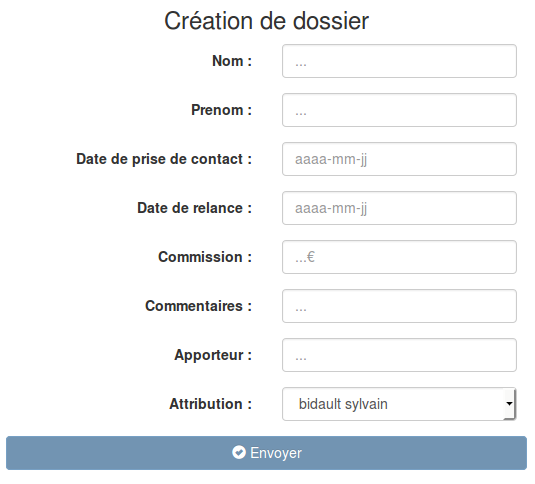 Création de dossier
Nom : ...
Prenom : ...
Date de prise de contact : aaaa-mm-jj
Date de relance : aaaa-mm-jj
Commission : ...€
Commentaires : ...
Apporteur : ...
Attribution : bidault sylvain
Envoyer